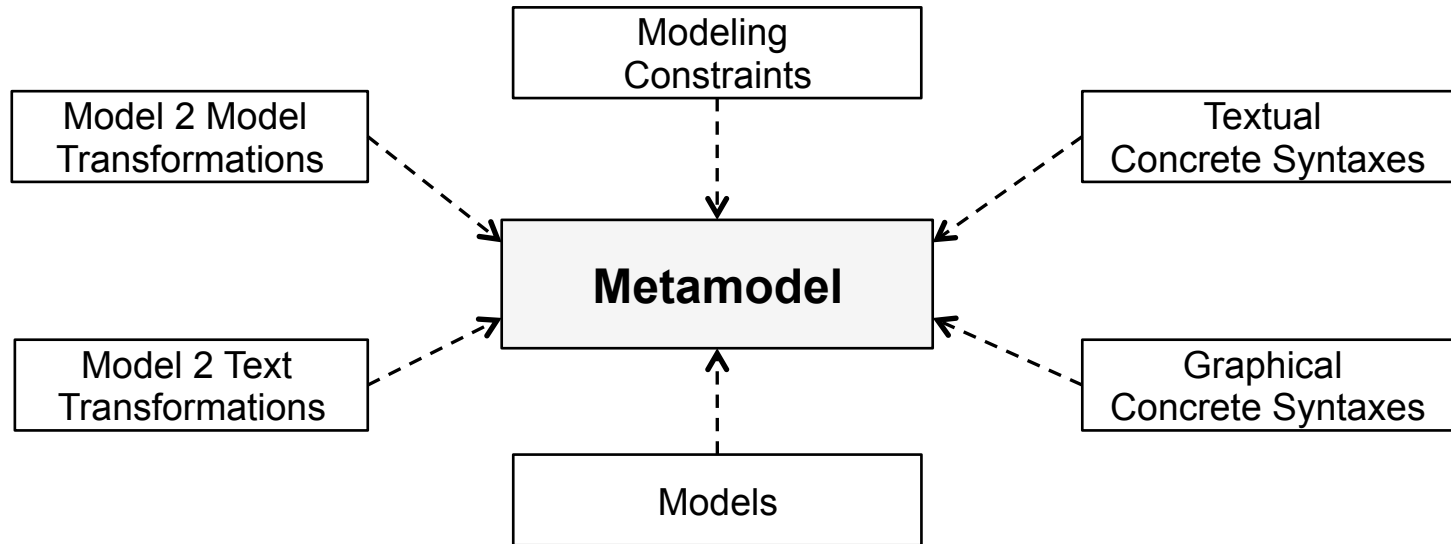 Modeling
Constraints
Model 2 Model
Transformations
Textual
Concrete Syntaxes
Metamodel
Model 2 Text
Transformations
Graphical
Concrete Syntaxes
Models